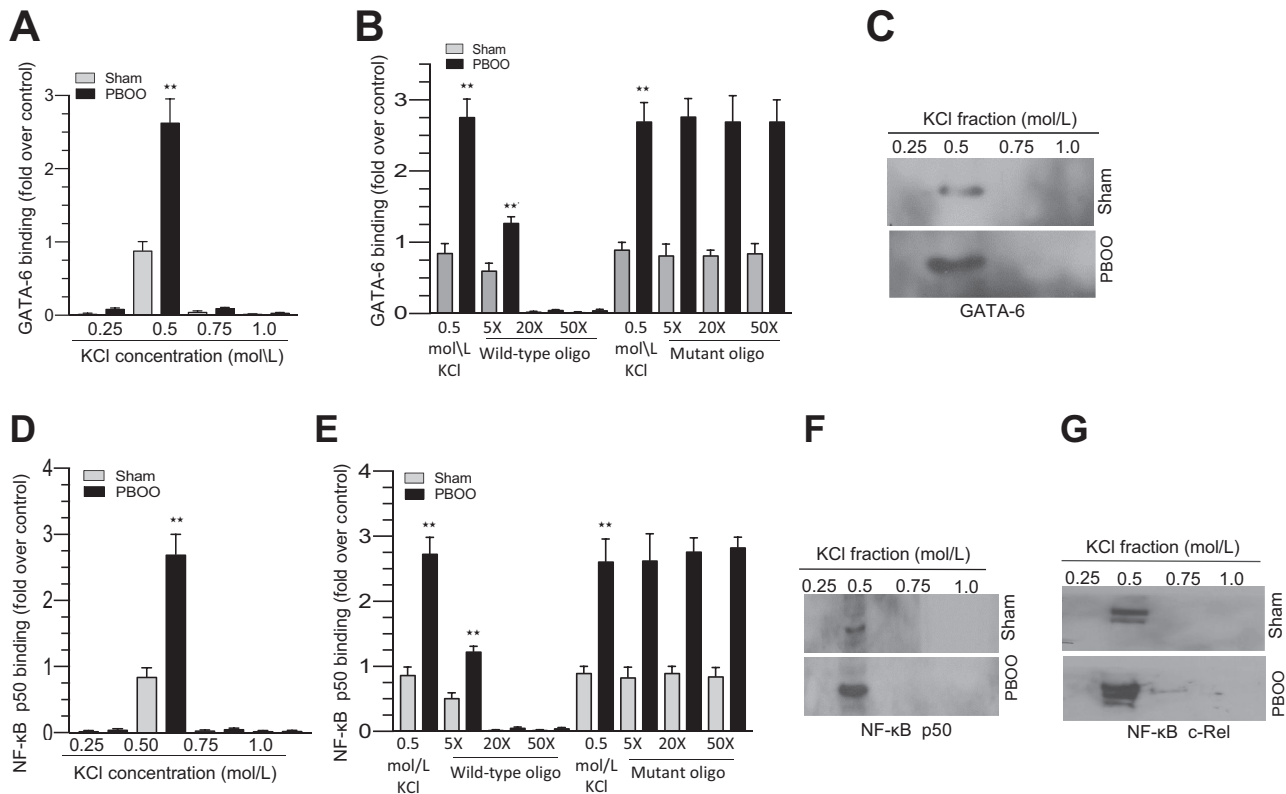 A
GATA-6 binding (fold over control)
Sham
PBOO
★★
3
2
1
0
0.25 0.5 0.75 1.0
KCl concentration (mol\L)
B
GATA-6 binding (fold over control)
Sham
PBOO
★★ ★★
★★'
3
2
1
0
0.5 5X 20X 50X 0.5 5X 20X 50X
mol\L Wild-type oligo mol\L Mutant oligo
KCl KCl
C
KCl fraction (mol/L)
0.25 0.5 0.75 1.0
Sham
PBOO
GATA-6
D
NF-κB p50 binding (fold over control)
Sham
PBOO
★★
4
3
2
1
0
0.25 0.50 0.75 1.0
KCl concentration (mol/L)
E
NF-κB p50 binding (fold over control)
Sham
PBOO
★★ ★★
★★
4
3
2
1
0
0.5 5X 20X 50X 0.5 5X 20X 50X
mol/L Wild-type oligo mol/L Mutant oligo
KCl KCl
F
KCl fraction (mol/L)
0.25 0.5 0.75 1.0
Sham
PBOO
NF-κB p50
G
KCl fraction (mol/L)
0.25 0.5 0.75 1.0
Sham
PBOO
NF-κB c-Rel